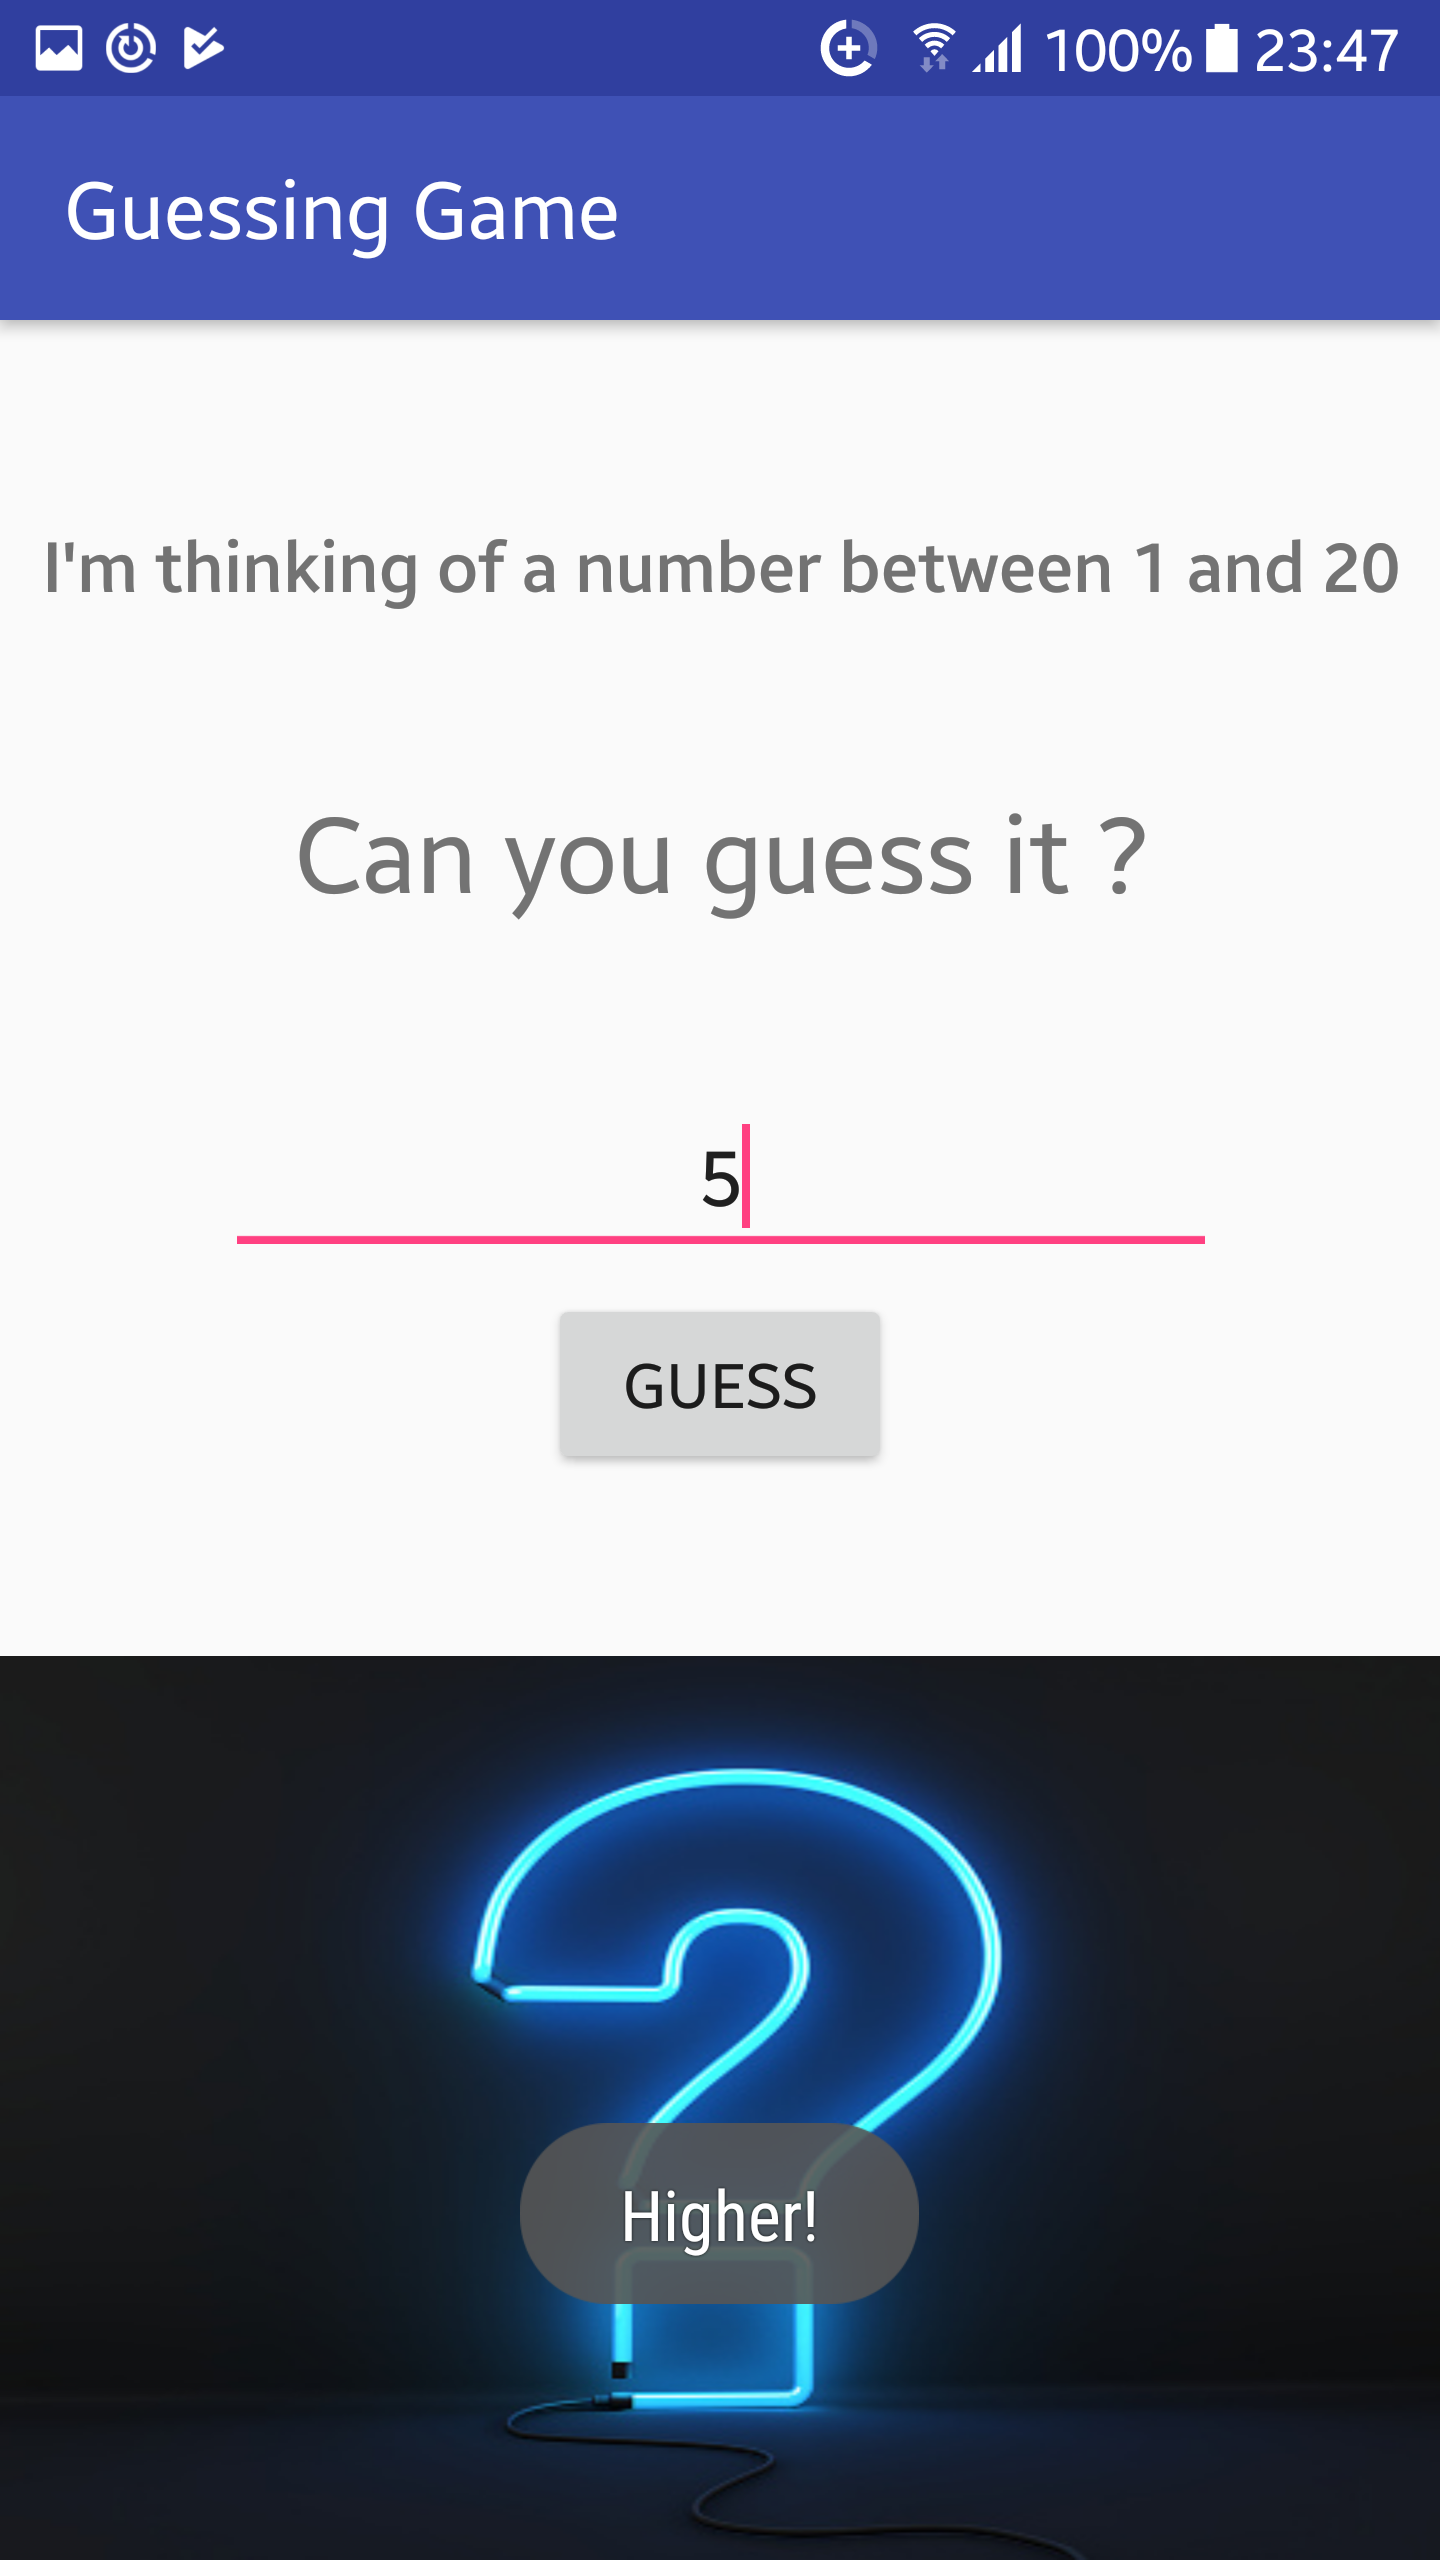 100% 23:47
Guessing Game
I'm thinking of a number between 1 and 20
Can you guess it ?
5
GUESS
Higher!